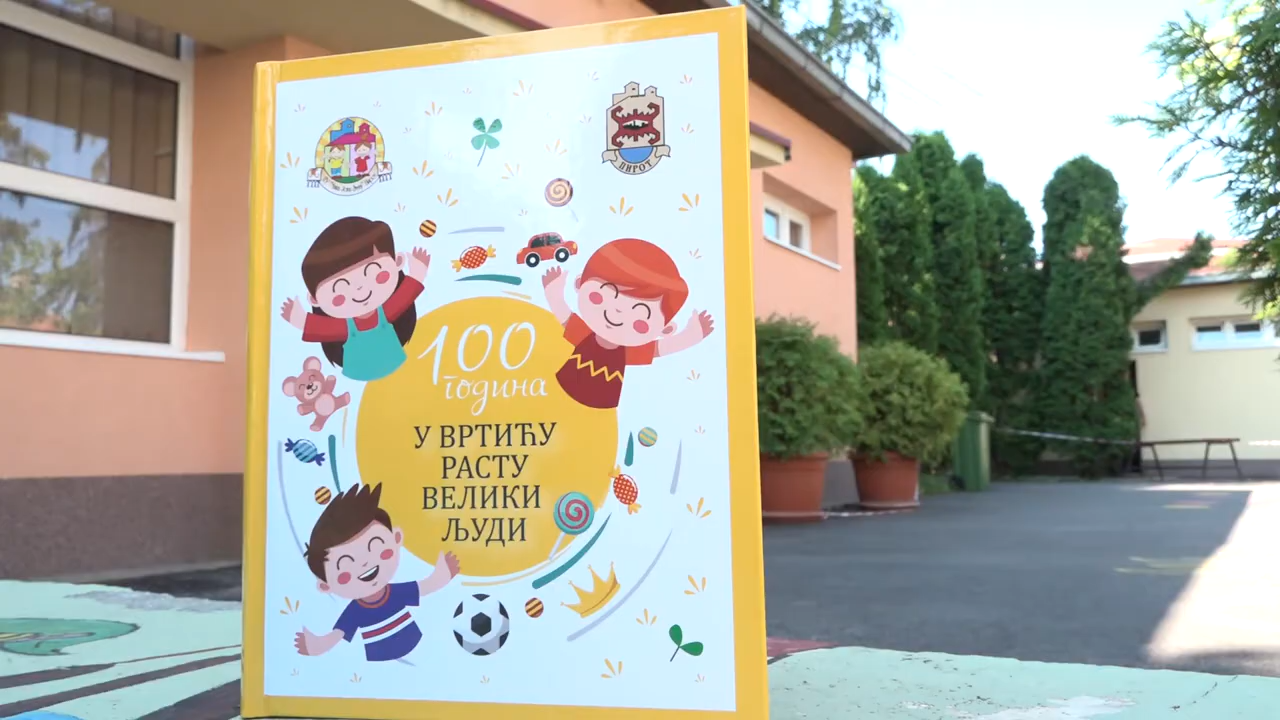 ПИРОТ
100
година
У ВРТИЋУ
РАСТУ
ВЕЛИКИ
ЉУДИ